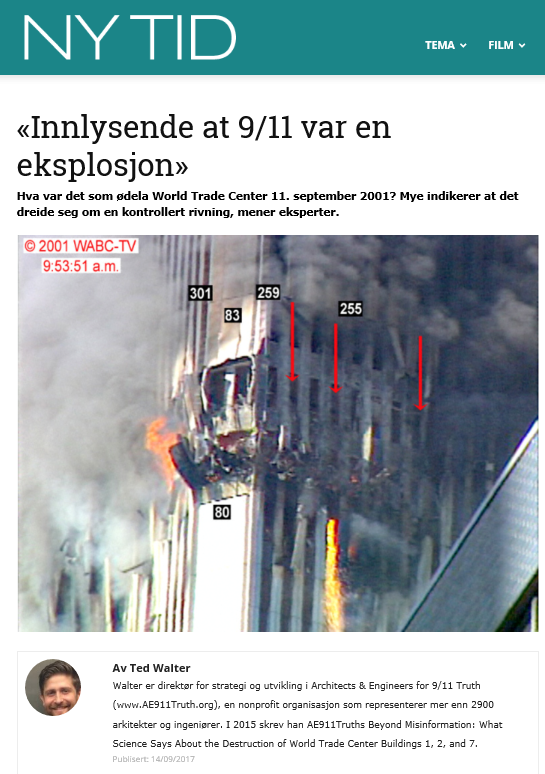 NY TID
TEMA
FILM
«Innlysende at 9/11 var en
eksplosjon»
Hva var det som ødela World Trade Center 11. september 2001? Mye indikerer at det
dreide seg om en kontrollert rivning, mener eksperter.
© 2001 WABC-TV
9:53:51 a.m.
301
259
83
255
80
Av Ted Walter
Walter er direktør for strategi og utvikling i Architects & Engineers for 9/11 Truth
(www.AE911Truth.org), en nonprofit organisasjon som representerer mer enn 2900
arkitekter og ingeniører. I 2015 skrev han AE911Truths Beyond Misinformation: What
Science Says About the Destruction of World Trade Center Buildings 1, 2, and 7.
Publisert: 14/09/2017